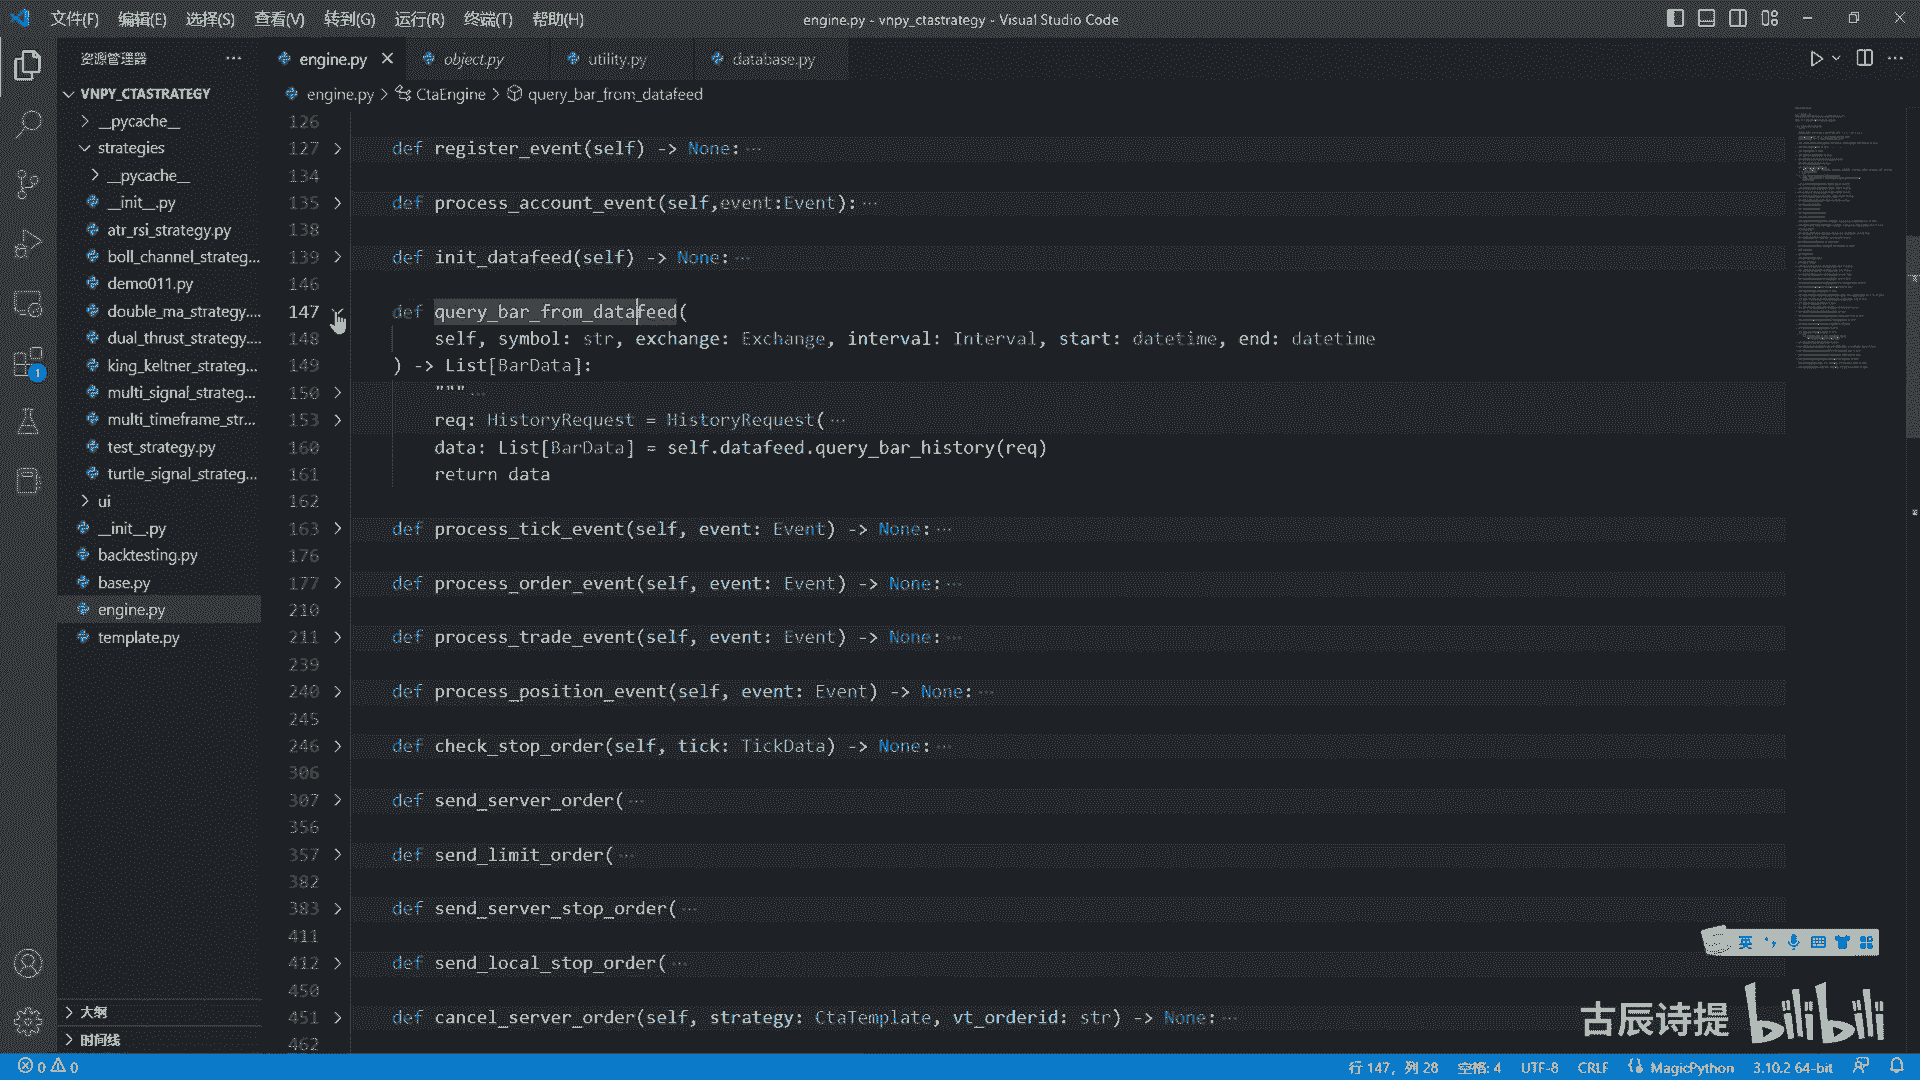 文件(F) 编辑(E) 选择(S) 查看(V) 转到(G) 运行(R) 终端(T) 帮助(H)
engine.py - vnpy_ctastrategy - Visual Studio Code
资源管理器 ···
engine.py
object.py
utility.py
database.py
VNPY_CTASTRATEGY
engine.py > CtaEngine > query_bar_from_datafeed
__pycache__
strategies
__pycache__
__init__.py
atr_rsi_strategy.py
boll_channel_strateg...
demo011.py
double_ma_strategy....
dual_thrust_strategy....
king_keltner_strateg...
multi_signal_strateg...
multi_timeframe_str...
test_strategy.py
turtle_signal_strateg...
ui
__init__.py
backtesting.py
base.py
engine.py
template.py
大纲
时间线
1
126
127 def register_event(self) -> None: ···
134
135 def process_account_event(self,event:Event): ···
138
139 def init_datafeed(self) -> None: ···
146
147 def query_bar_from_datafeed(
148 self, symbol: str, exchange: Exchange, interval: Interval, start: datetime, end: datetime
149 ) -> List[BarData]:
150 """ ···
153 req: HistoryRequest = HistoryRequest( ···
160 data: List[BarData] = self.datafeed.query_bar_history(req)
161 return data
162
163 def process_tick_event(self, event: Event) -> None: ···
176
177 def process_order_event(self, event: Event) -> None: ···
210
211 def process_trade_event(self, event: Event) -> None: ···
239
240 def process_position_event(self, event: Event) -> None: ···
245
246 def check_stop_order(self, tick: TickData) -> None: ···
306
307 def send_server_order( ···
356
357 def send_limit_order( ···
382
383 def send_server_stop_order( ···
411
412 def send_local_stop_order( ···
450
451 def cancel_server_order(self, strategy: CtaTemplate, vt_orderid: str) -> None: ···
462
英
古辰诗提 bilibili
0 0
行 147，列 28 空格: 4 UTF-8 CRLF MagicPython 3.10.2 64-bit